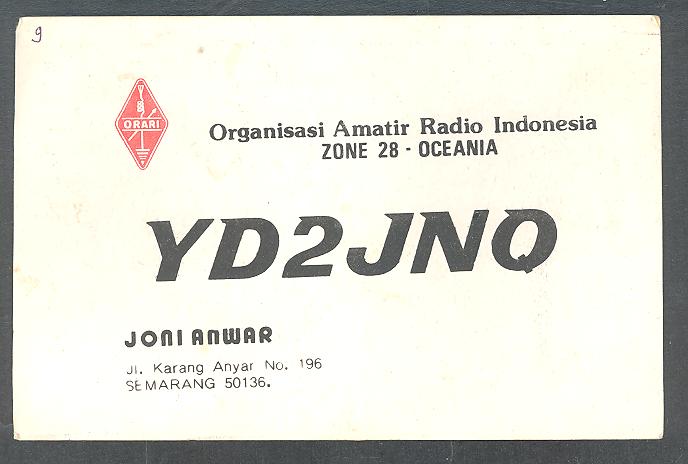 9
ORARI
Organisasi Amatir Radio Indonesia
ZONE 28 - OCEANIA
YD2JNQ
JONI ANWAR
Jl. Karang Anyar No. 196
SEMARANG 50136.